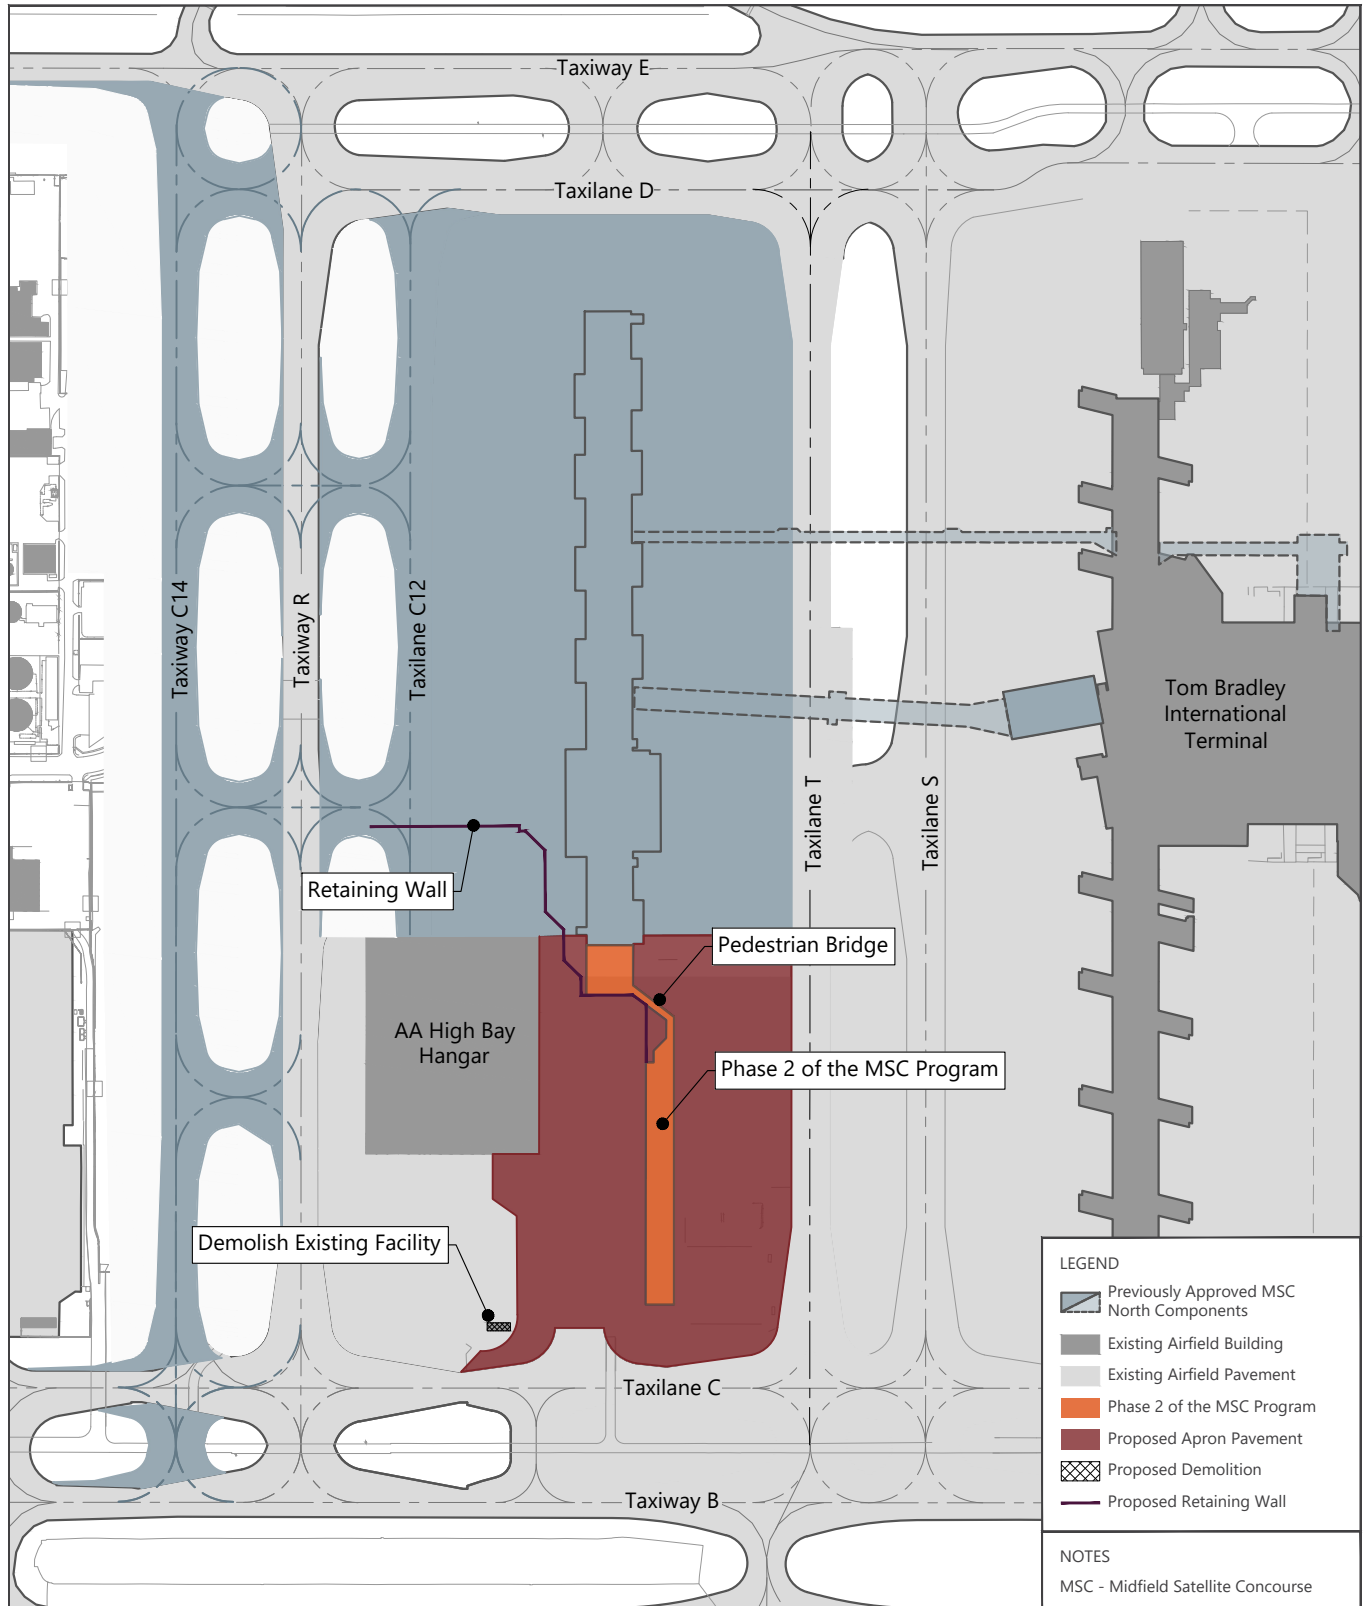 Taxiway E
Taxilane D
Taxiway C14
Taxiway R
Taxilane C12
Taxilane T
Taxilane S
Tom Bradley
International
Terminal
Retaining Wall
Pedestrian Bridge
AA High Bay
Hangar
Phase 2 of the MSC Program
Demolish Existing Facility
Taxilane C
Taxiway B
LEGEND
Previously Approved MSC
North Components
Existing Airfield Building
Existing Airfield Pavement
Phase 2 of the MSC Program
Proposed Apron Pavement
Proposed Demolition
Proposed Retaining Wall
NOTES
MSC - Midfield Satellite Concourse